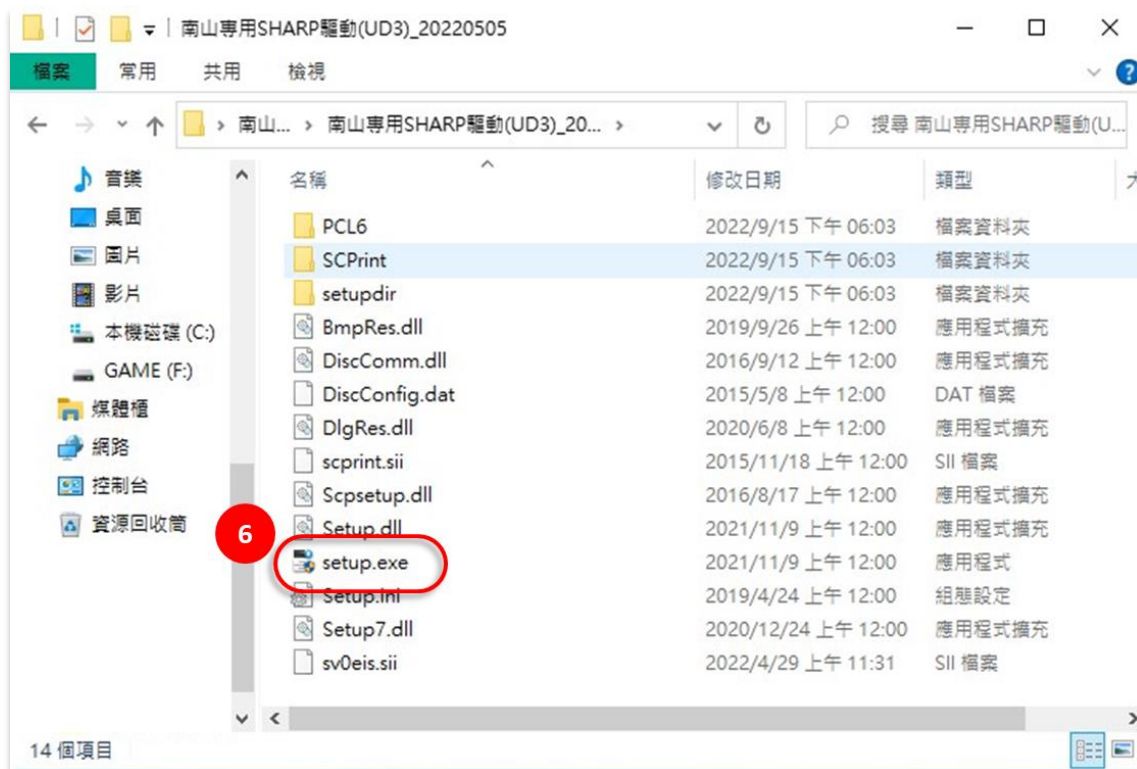 南山專用SHARP驅動(UD3)_20220505
檔案 常用 共用 檢視
南山... › 南山專用SHARP驅動(UD3)_20... › 搜尋 南山專用SHARP驅動(U...
音樂
桌面
圖片
影片
本機磁碟 (C:)
GAME (F:)
媒體櫃
網路
控制台
資源回收筒
名稱 修改日期 類型
PCL6 2022/9/15 下午 06:03 檔案資料夾
SCPrint 2022/9/15 下午 06:03 檔案資料夾
setupdir 2022/9/15 下午 06:03 檔案資料夾
BmpRes.dll 2019/9/26 上午 12:00 應用程式擴充
DiscComm.dll 2016/9/12 上午 12:00 應用程式擴充
DiscConfig.dat 2015/5/8 上午 12:00 DAT 檔案
DlgRes.dll 2020/6/8 上午 12:00 應用程式擴充
scprint.sii 2015/11/18 上午 12:00 SII 檔案
Scpsetup.dll 2016/8/17 上午 12:00 應用程式擴充
Setup.dll 2021/11/9 上午 12:00 應用程式擴充
6 setup.exe 2021/11/9 上午 12:00 應用程式
Setup.ini 2019/4/24 上午 12:00 組態設定
Setup7.dll 2020/12/24 上午 12:00 應用程式擴充
sv0eis.sii 2022/4/29 上午 11:31 SII 檔案
14 個項目